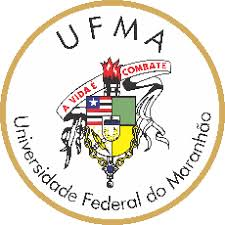 UFMA
A VIDA É COMBATE
Universidade Federal do Maranhão